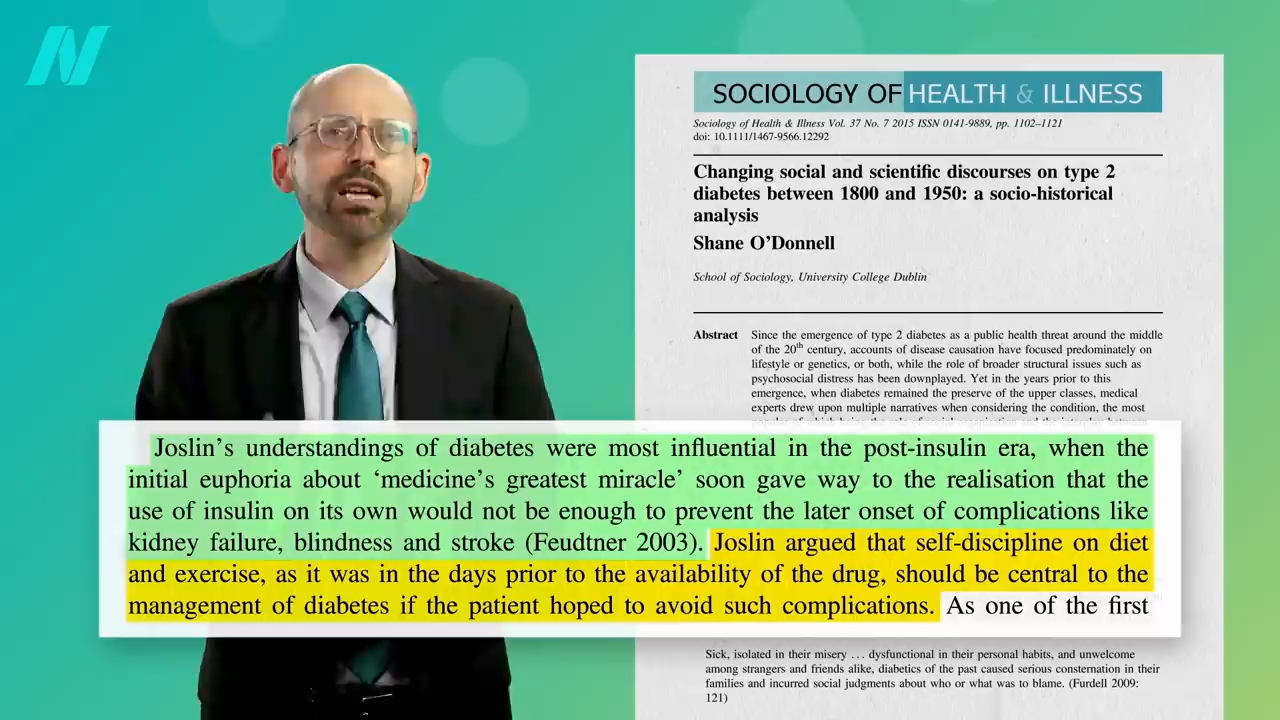 SOCIOLOGY OF HEALTH & ILLNESS
Sociology of Health & Illness Vol. 37 No. 7 2015 ISSN 0141-9889, pp. 1102–1121
doi: 10.1111/1467-9566.12292
Changing social and scientific discourses on type 2
diabetes between 1800 and 1950: a socio-historical
analysis
Shane O’Donnell
School of Sociology, University College Dublin
Abstract Since the emergence of type 2 diabetes as a public health threat around the middle
of the 20th century, accounts of disease causation have focused predominately on
lifestyle or genetics, or both, while the role of broader structural issues such as
psychosocial distress has been downplayed. Yet in the years prior to this
emergence, when diabetes remained the preserve of the upper classes, medical
experts drew upon multiple narratives when considering the condition, the most
Joslin’s understandings of diabetes were most influential in the post-insulin era, when the
initial euphoria about ‘medicine’s greatest miracle’ soon gave way to the realisation that the
use of insulin on its own would not be enough to prevent the later onset of complications like
kidney failure, blindness and stroke (Feudtner 2003). Joslin argued that self-discipline on diet
and exercise, as it was in the days prior to the availability of the drug, should be central to the
management of diabetes if the patient hoped to avoid such complications. As one of the first
Sick, isolated in their misery … dysfunctional in their personal habits, and unwelcome
among strangers and friends alike, diabetics of the past caused serious consternation in their
families and incurred social judgments about who or what was to blame. (Furdell 2009:
121)